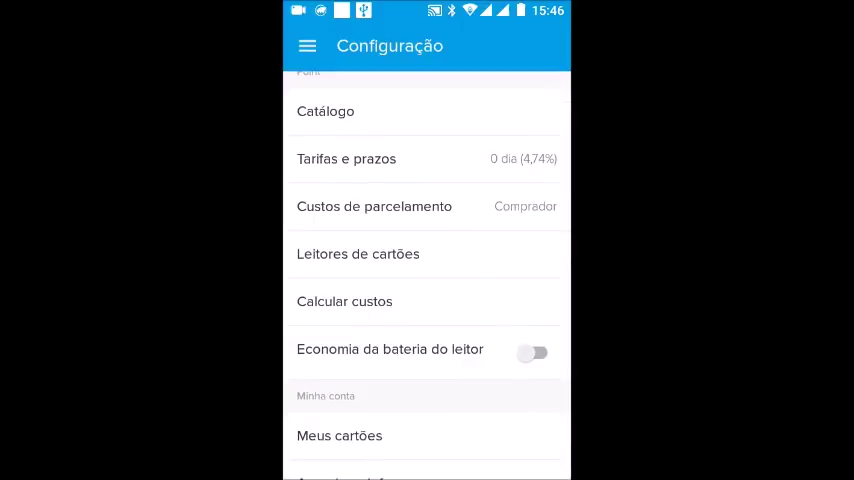 15:46
Configuração
Point
Catálogo
Tarifas e prazos 0 dia (4,74%)
Custos de parcelamento Comprador
Leitores de cartões
Calcular custos
Economia da bateria do leitor
Minha conta
Meus cartões